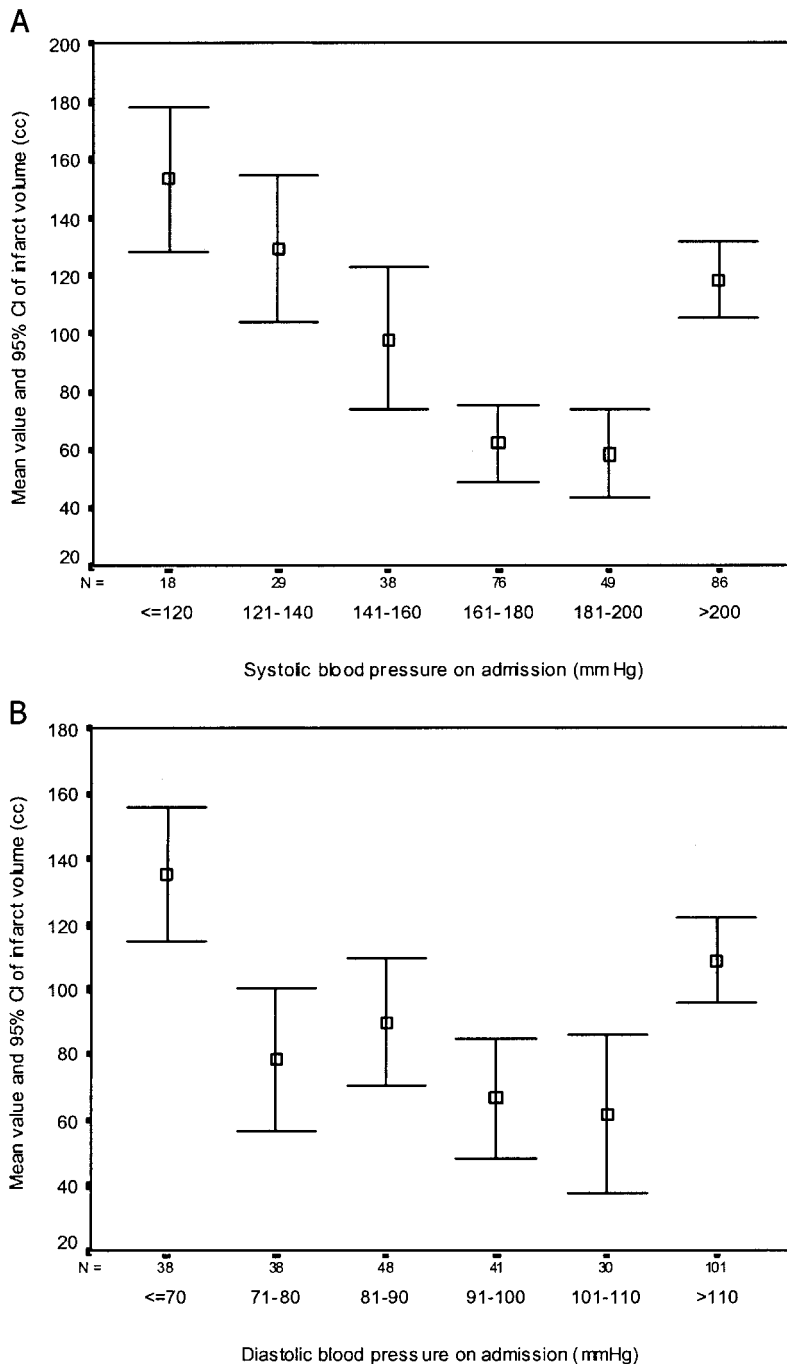 A
Mean value and 95% CI of infarct volume (cc)
200
180
160
140
120
100
80
60
40
20
N = 18 29 38 76 49 86
<=120 121-140 141-160 161-180 181-200 >200
Systolic blood pressure on admission (mmHg)
B
Mean value and 95% CI of infarct volume (cc)
180
160
140
120
100
80
60
40
20
N = 38 38 48 41 30 101
<=70 71-80 81-90 91-100 101-110 >110
Diastolic blood pressure on admission (mmHg)